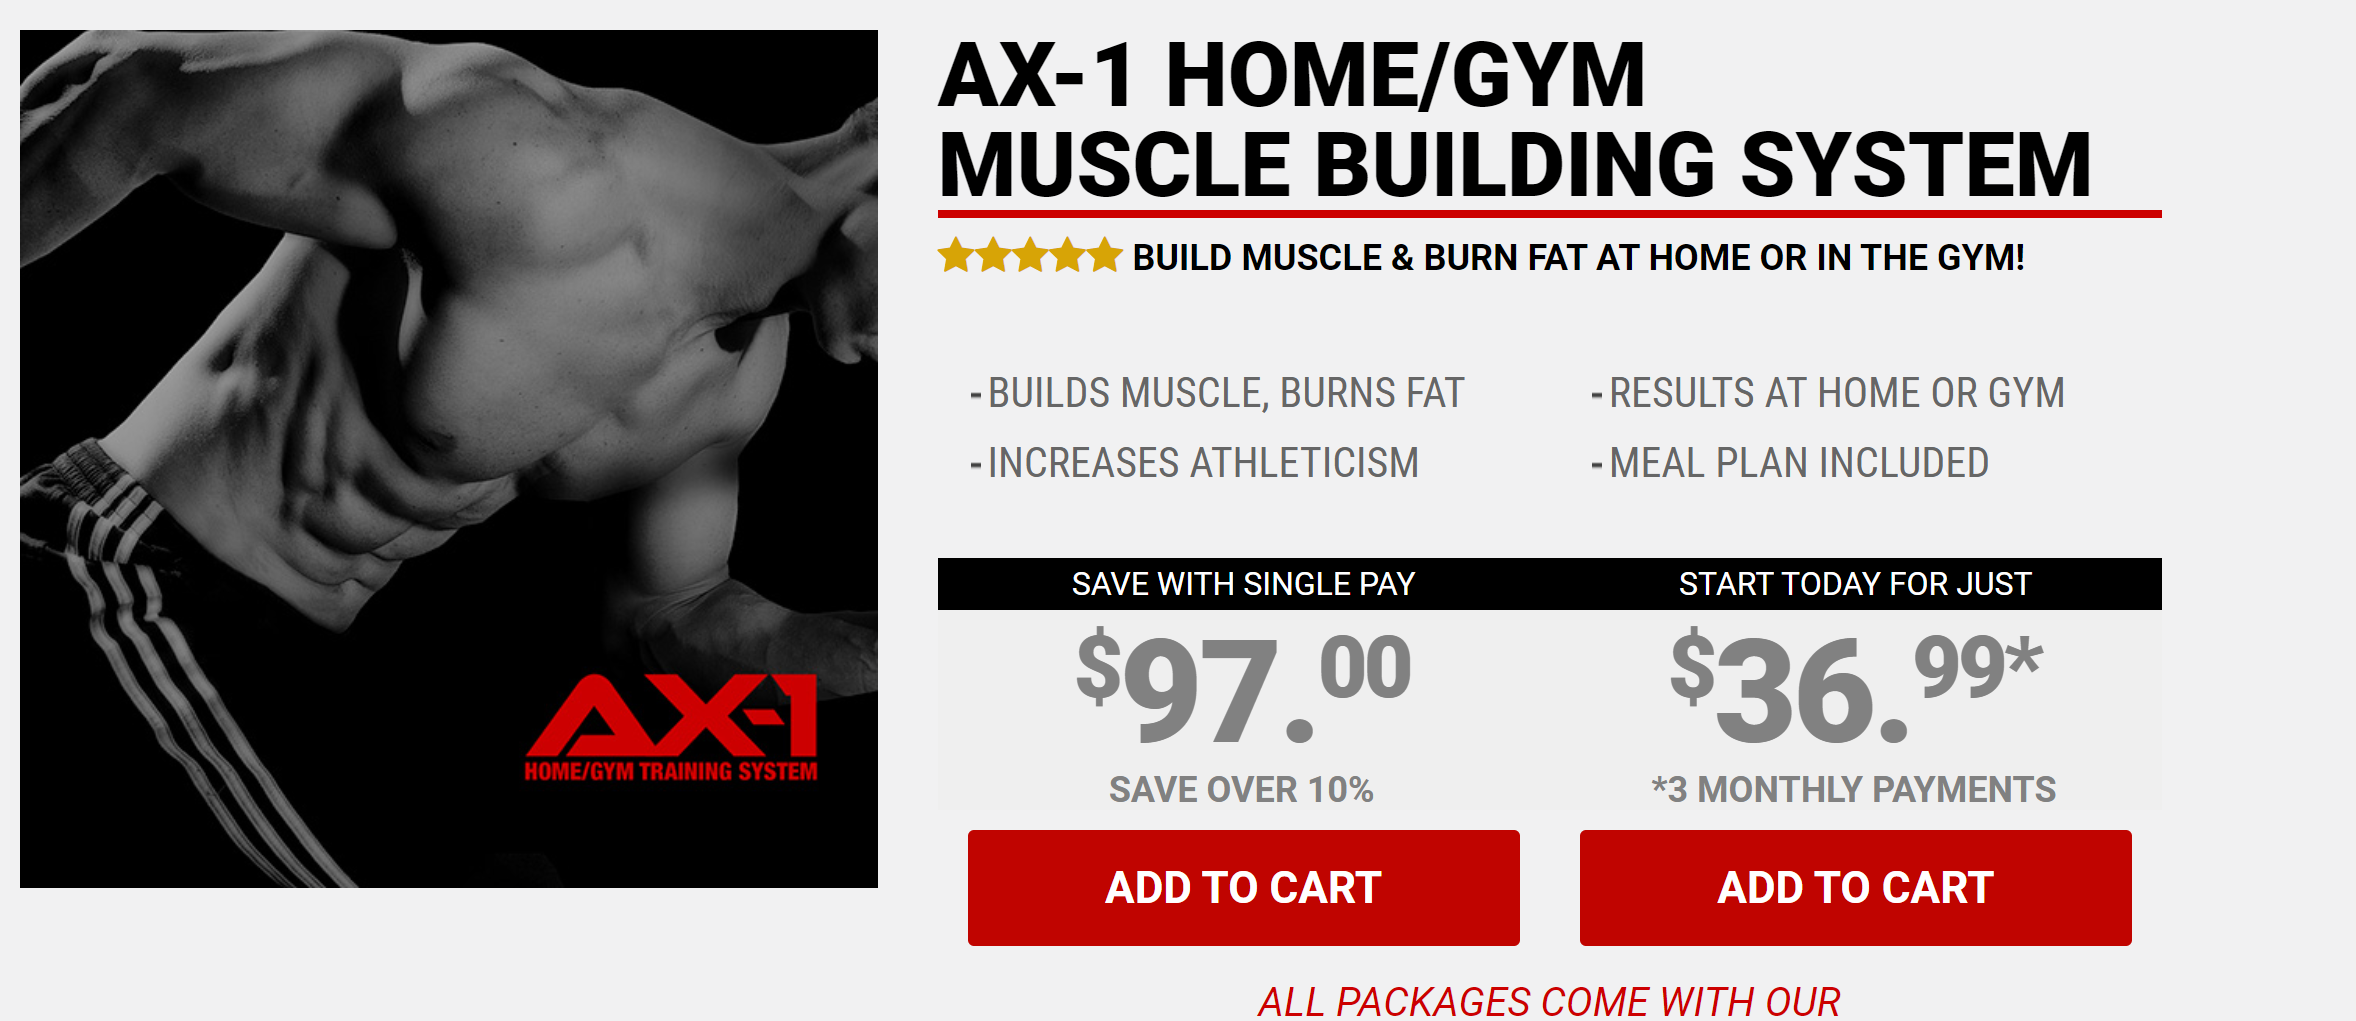 AX-1 HOME/GYM
MUSCLE BUILDING SYSTEM
BUILD MUSCLE & BURN FAT AT HOME OR IN THE GYM!
-BUILDS MUSCLE, BURNS FAT
-RESULTS AT HOME OR GYM
-INCREASES ATHLETICISM
-MEAL PLAN INCLUDED
SAVE WITH SINGLE PAY
$97.00
SAVE OVER 10%
ADD TO CART
START TODAY FOR JUST
$36.99*
*3 MONTHLY PAYMENTS
ADD TO CART
ALL PACKAGES COME WITH OUR
AX-1
HOME/GYM TRAINING SYSTEM